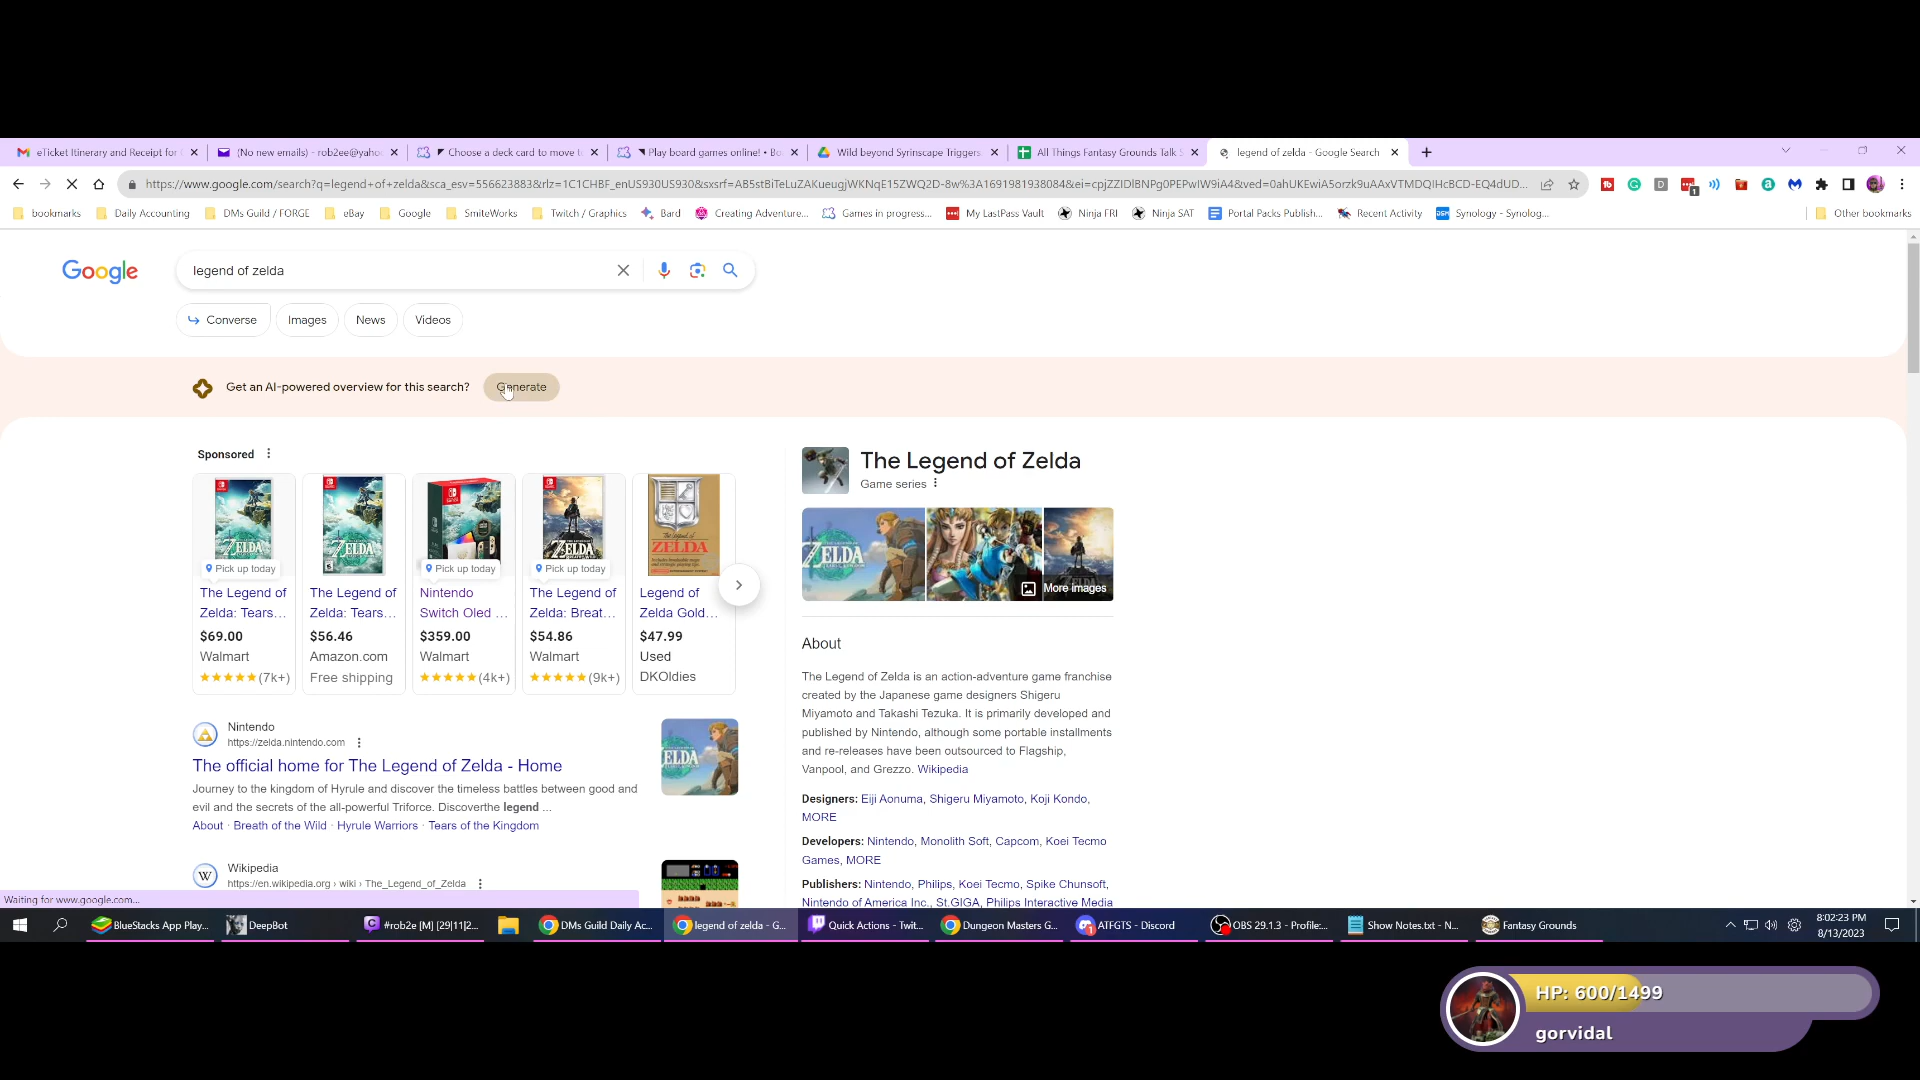 eTicket Itinerary and Receipt for
(No new emails) - rob2ee@yahoo
Choose a deck card to move t
Play board games online! • Bo
Wild beyond Syrinscape Triggers
All Things Fantasy Grounds Talk S
legend of zelda - Google Search
https://www.google.com/search?q=legend+of+zelda&sca_esv=556623883&rlz=1C1CHBF_enUS930US930&sxsrf=
bookmarks
Daily Accounting
DMs Guild / FORGE
eBay
Google
SmiteWorks
Twitch / Graphics
Bard
Creating Adventure...
Games in progress...
My LastPass Vault
Ninja FRI
Ninja SAT
Portal Packs Publish...
Recent Activity
Synology - Synolog...
Other bookmarks
Google
legend of zelda
Converse
Images
News
Videos
Get an AI-powered overview for this search?
Generate
Sponsored
Pick up today
The Legend of
Zelda: Tears...
$69.00
Walmart
(7k+)
The Legend of
Zelda: Tears...
$56.46
Amazon.com
Free shipping
Pick up today
Nintendo
Switch Oled ...
$359.00
Walmart
(4k+)
Pick up today
The Legend of
Zelda: Breat...
$54.86
Walmart
(9k+)
Legend of
Zelda Gold...
$47.99
Used
DKOldies
Nintendo
https://zelda.nintendo.com
The official home for The Legend of Zelda - Home
Journey to the kingdom of Hyrule and discover the timeless battles between good and
evil and the secrets of the all-powerful Triforce. Discoverthe legend ...
About · Breath of the Wild · Hyrule Warriors · Tears of the Kingdom
Wikipedia
https://en.wikipedia.org › wiki › The_Legend_of_Zelda
The Legend of Zelda
Game series
ZELDA
More images
About
The Legend of Zelda is an action-adventure game franchise
created by the Japanese game designers Shigeru
Miyamoto and Takashi Tezuka. It is primarily developed and
published by Nintendo, although some portable installments
and re-releases have been outsourced to Flagship,
Vanpool, and Grezzo. Wikipedia
Designers: Eiji Aonuma, Shigeru Miyamoto, Koji Kondo,
MORE
Developers: Nintendo, Monolith Soft, Capcom, Koei Tecmo
Games, MORE
Publishers: Nintendo, Philips, Koei Tecmo, Spike Chunsoft,
Nintendo of America Inc., St.GIGA, Philips Interactive Media
Waiting for www.google.com...
BlueStacks App Play...
DeepBot
#rob2e [M] [29|11|2...
DMs Guild Daily Ac...
legend of zelda - G...
Quick Actions - Twit...
Dungeon Masters G...
ATFGTS - Discord
OBS 29.1.3 - Profile:...
Show Notes.txt - N...
Fantasy Grounds
8:02:23 PM
8/13/2023
HP: 600/1499
gorvidal